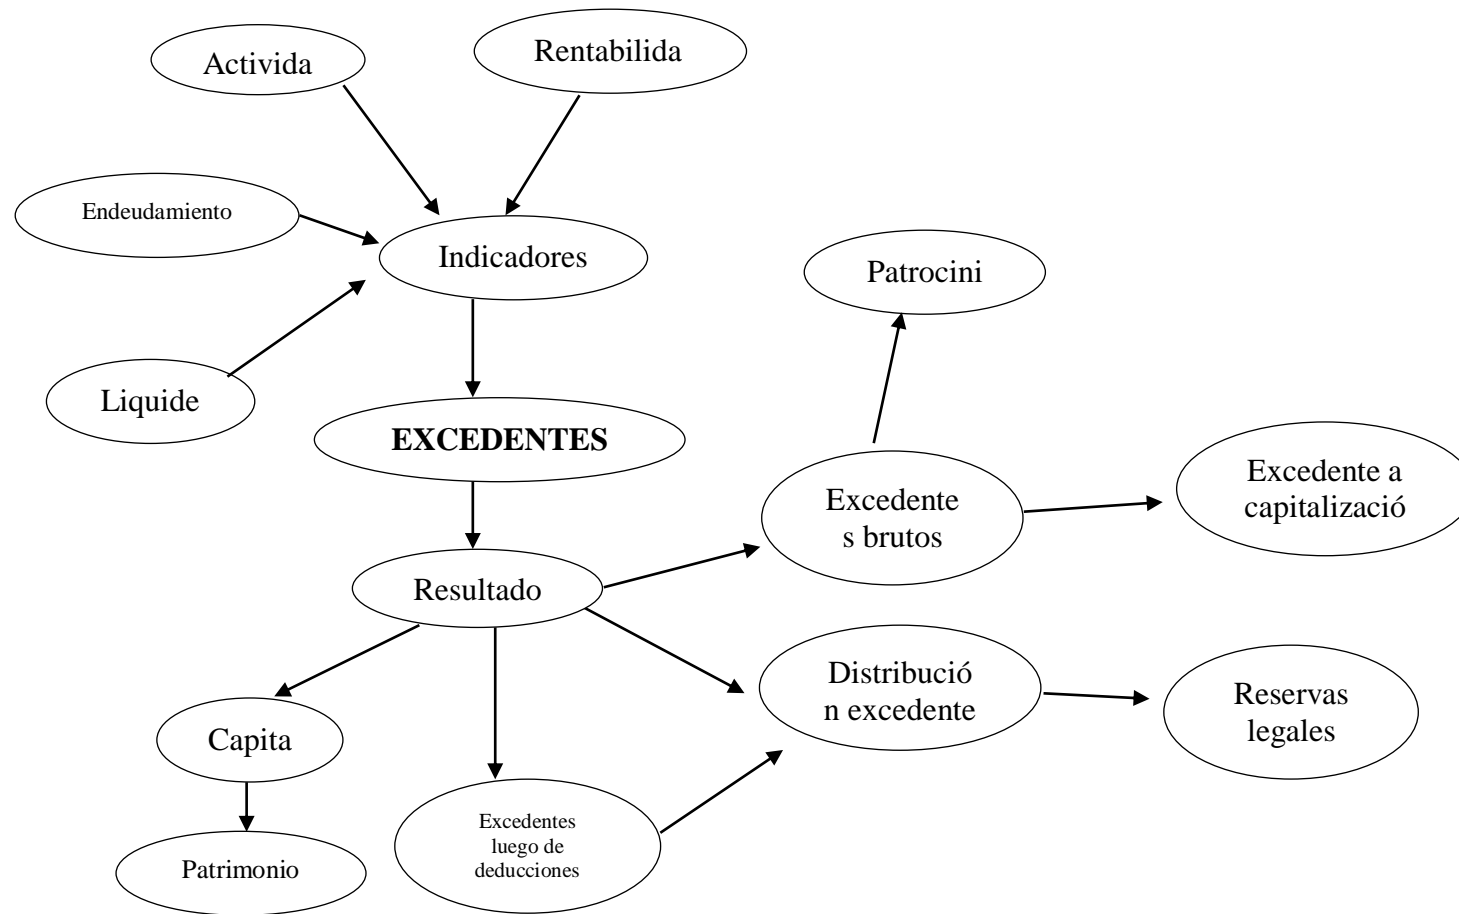 Activida
Rentabilida
Endeudamiento
Indicadores
Patrocini
Liquide
EXCEDENTES
Excedente
s brutos
Excedente a
capitalizació
Resultado
Distribució
n excedente
Reservas
legales
Capita
Excedentes
luego de
deducciones
Patrimonio